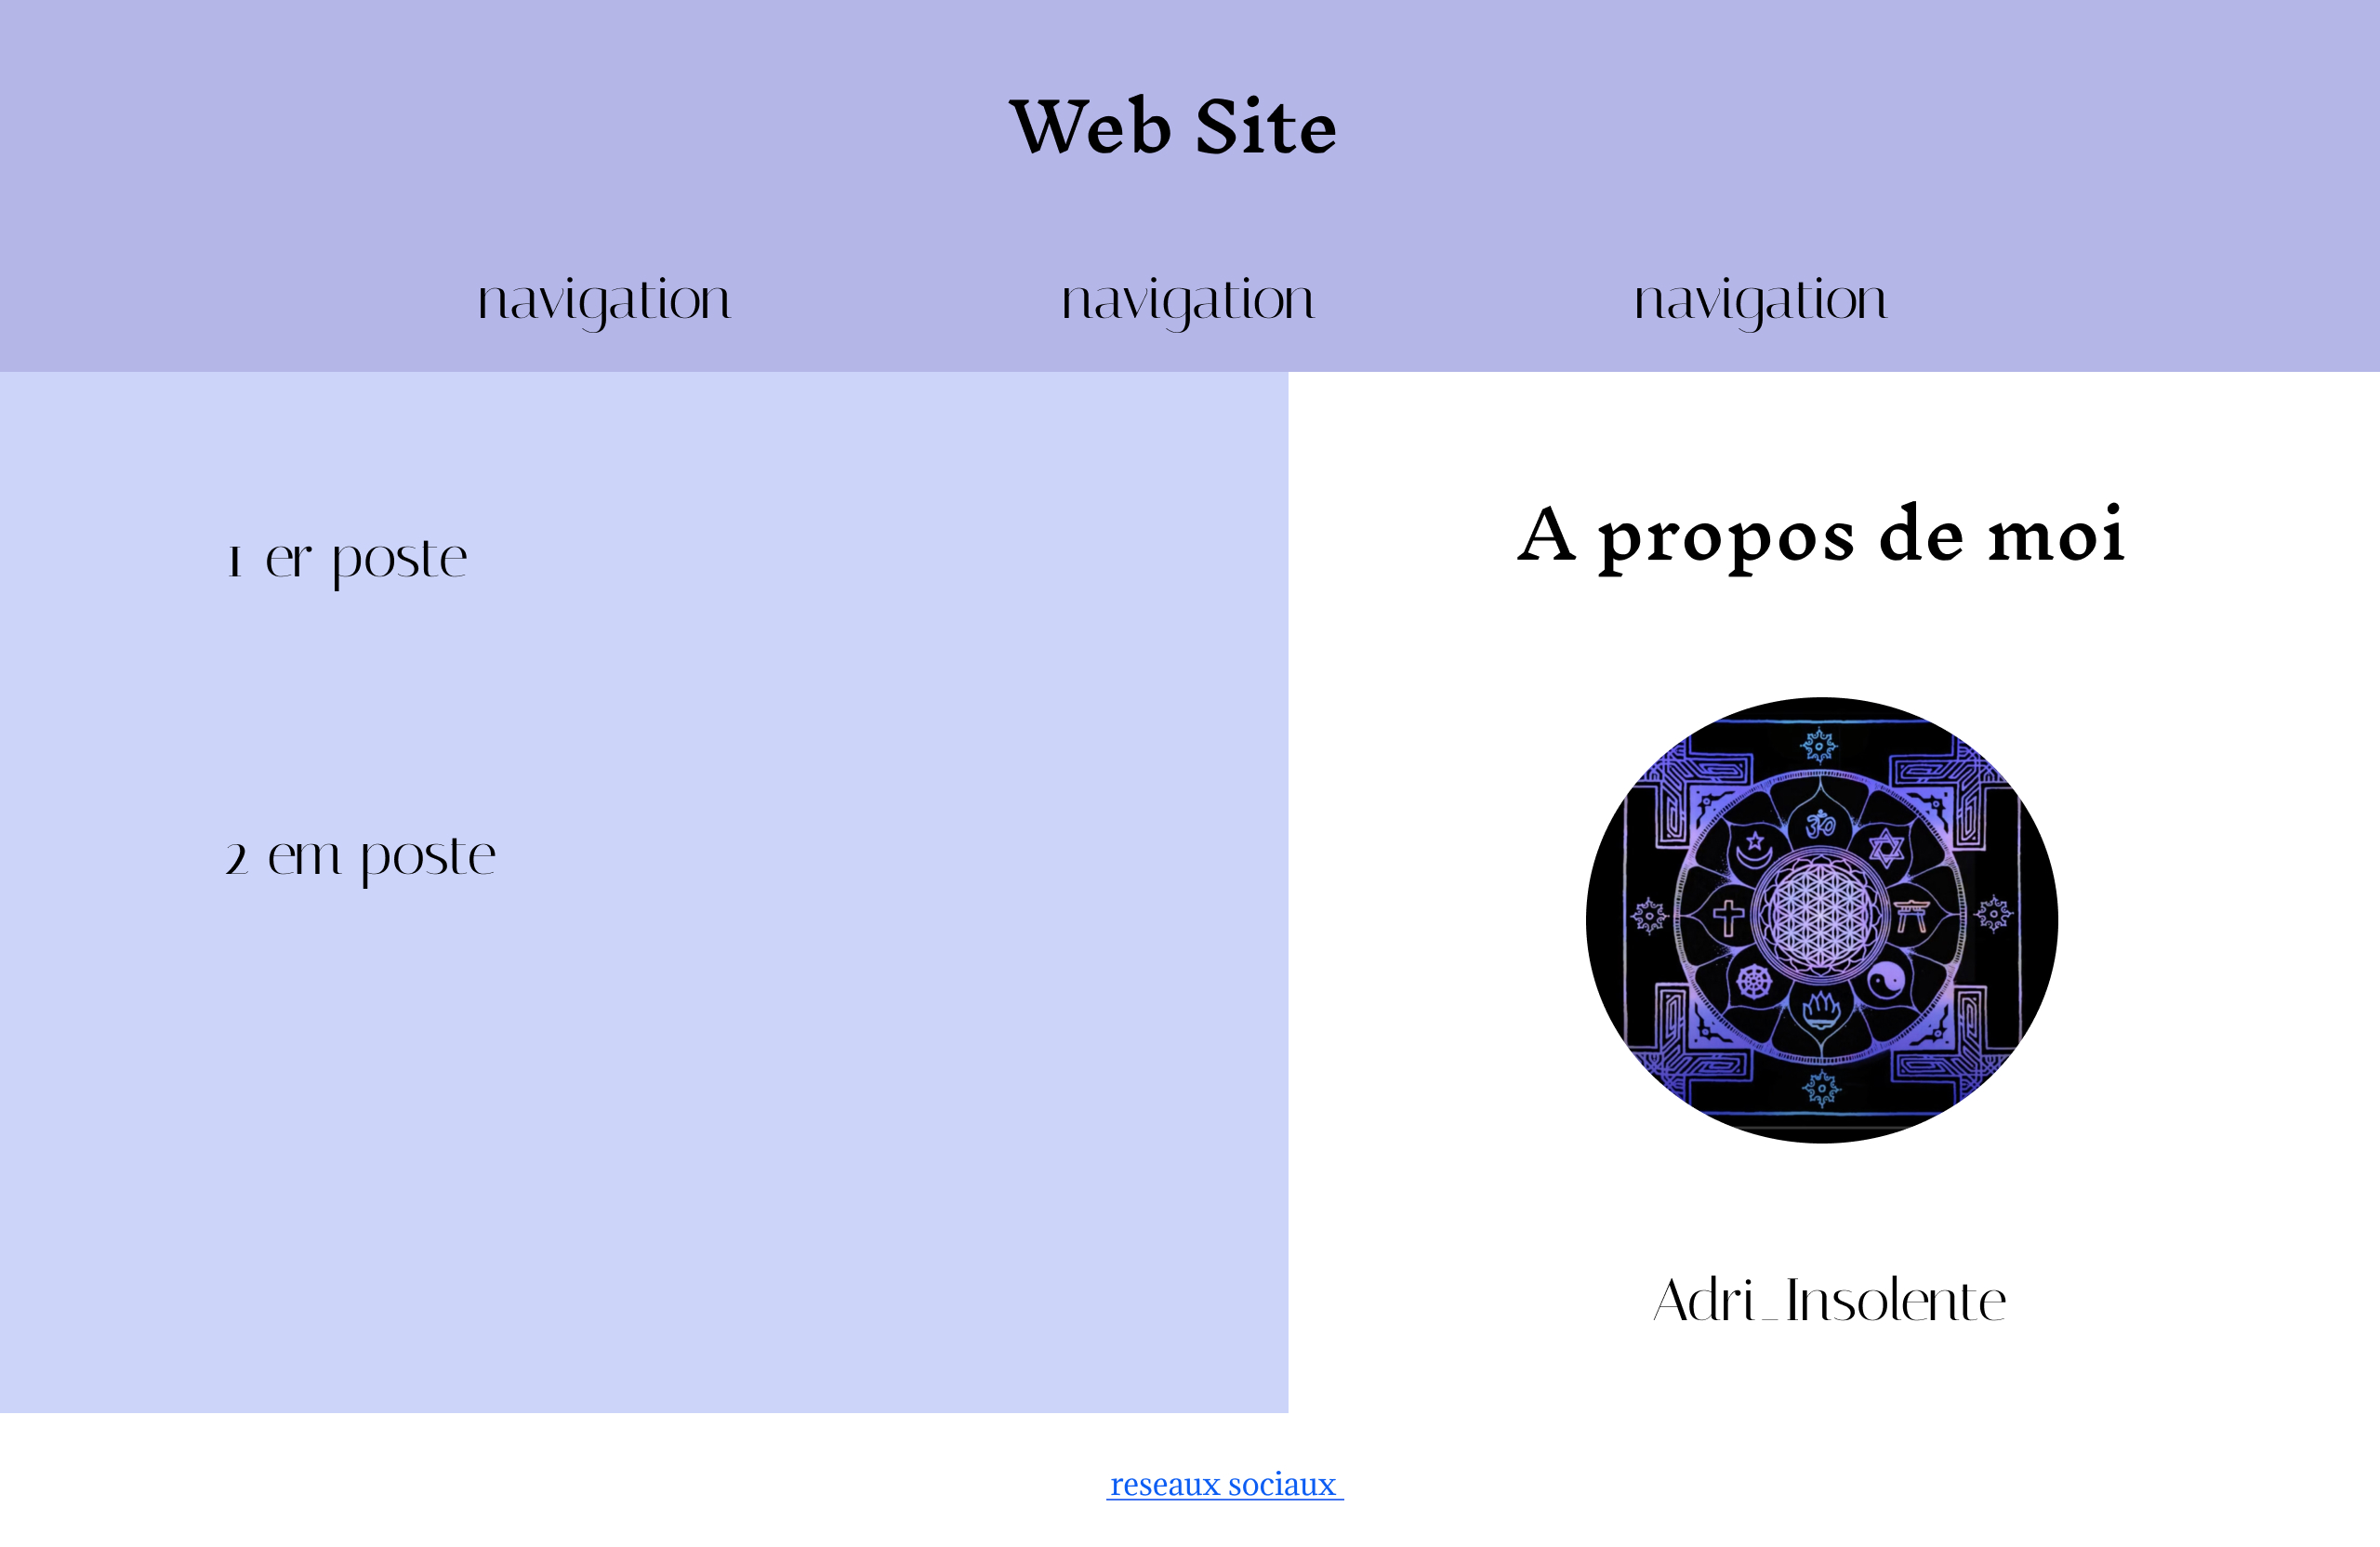 Web Site
navigation navigation navigation
1 er poste
2 em poste
A propos de moi
ॐ
Adri_Insolente
reseaux sociaux